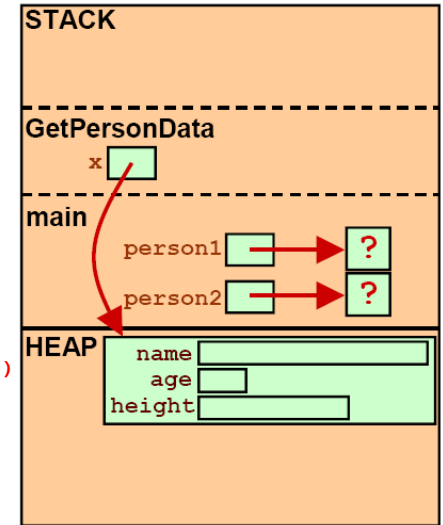 STACK
GetPersonData
x
main
person1 ?
person2 ?
HEAP
name
)
age
height